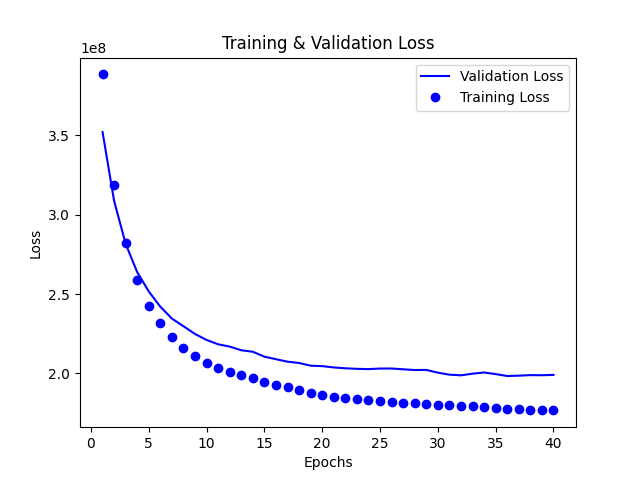 Training & Validation Loss
1e8
Validation Loss
Training Loss
3.5
3.0
2.5
2.0
Loss
0 5 10 15 20 25 30 35 40
Epochs